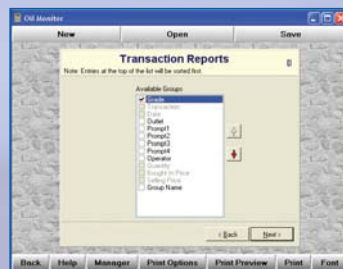 Oil Monitor
New Open Save
Transaction Reports
Note: Entries at the top of the list will be sorted first.
Available Groups
Grade
Transaction
Date
Outlet
Prompt1
Prompt2
Prompt3
Prompt4
Operator
Quantity
Bought In Price
Selling Price
Group Name
< Back Next >
Back Help Manager Print Options Print Preview Print Font